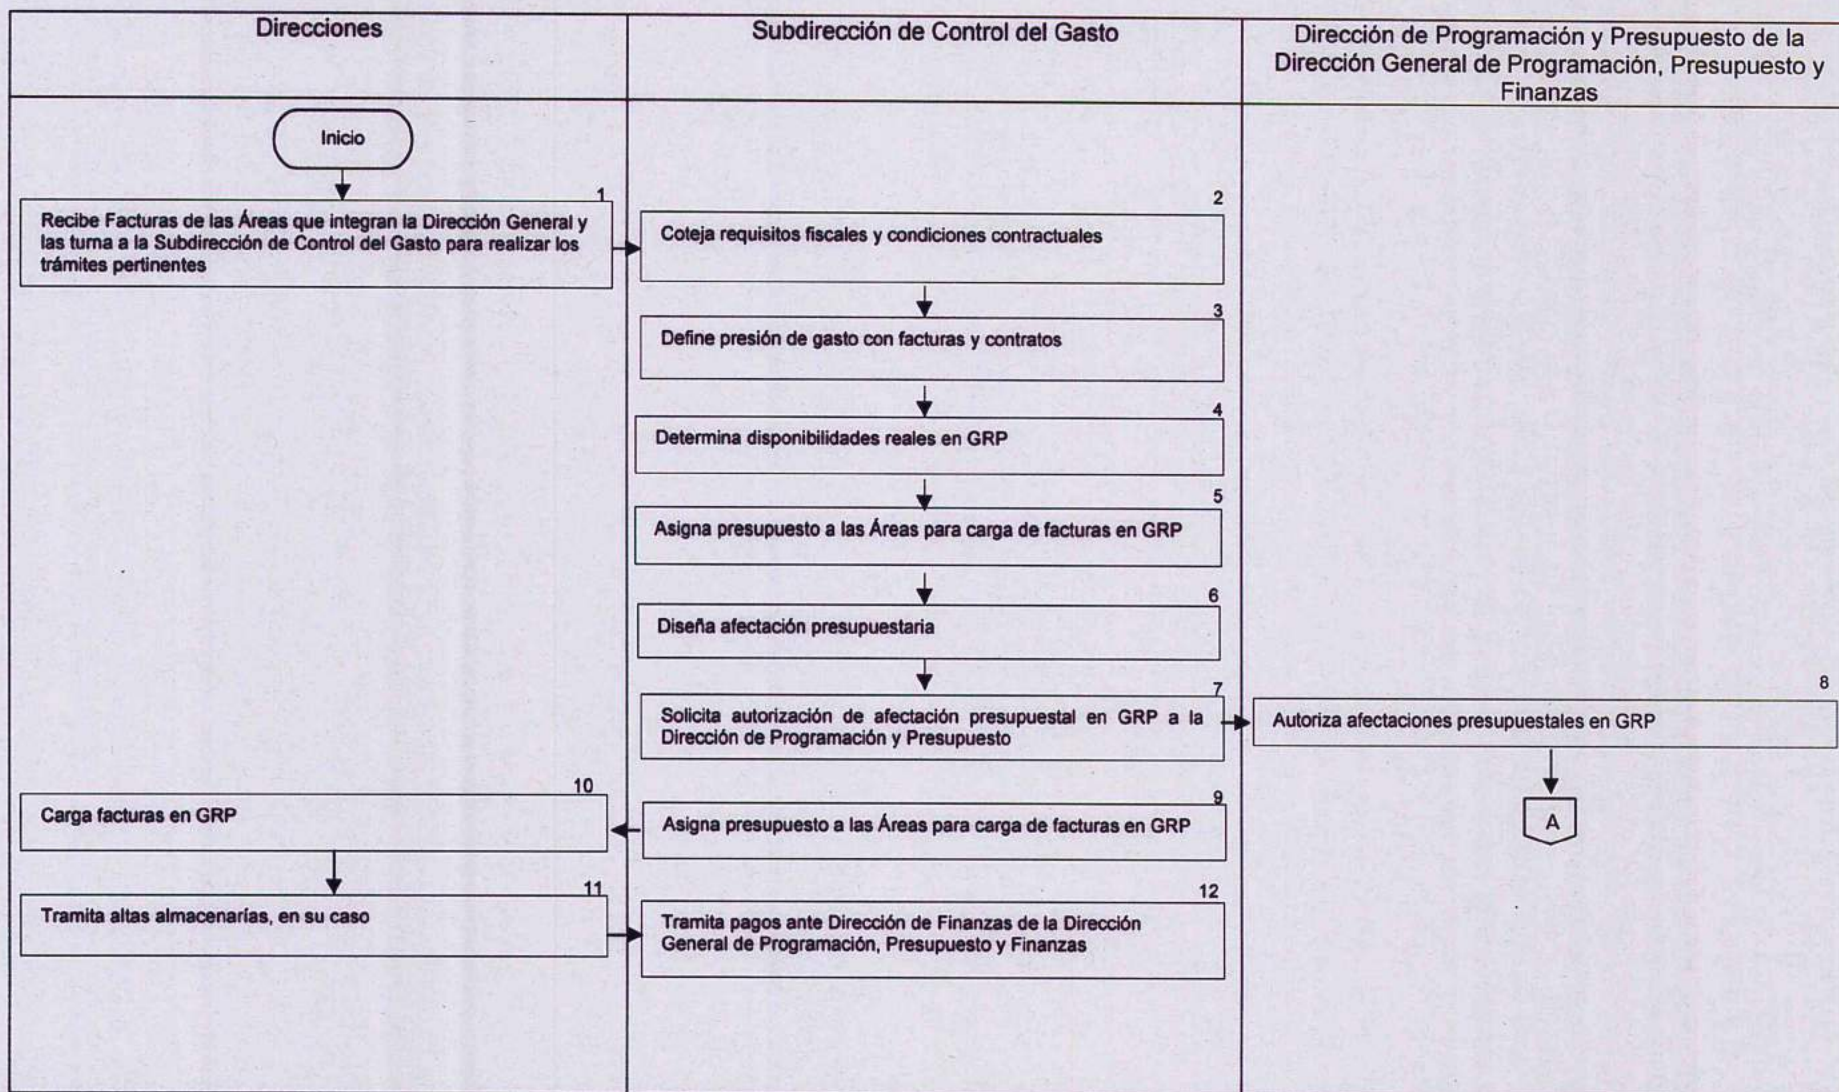 Direcciones
Subdirección de Control del Gasto
Dirección de Programación y Presupuesto de la
Dirección General de Programación, Presupuesto y
Finanzas
Inicio
1
Recibe Facturas de las Áreas que integran la Dirección General y
las turna a la Subdirección de Control del Gasto para realizar los
trámites pertinentes
2
Coteja requisitos fiscales y condiciones contractuales
3
Define presión de gasto con facturas y contratos
4
Determina disponibilidades reales en GRP
5
Asigna presupuesto a las Áreas para carga de facturas en GRP
6
Diseña afectación presupuestaria
7
Solicita autorización de afectación presupuestal en GRP a la
Dirección de Programación y Presupuesto
8
Autoriza afectaciones presupuestales en GRP
A
9
Asigna presupuesto a las Áreas para carga de facturas en GRP
10
Carga facturas en GRP
11
Tramita altas almacenarías, en su caso
12
Tramita pagos ante Dirección de Finanzas de la Dirección
General de Programación, Presupuesto y Finanzas